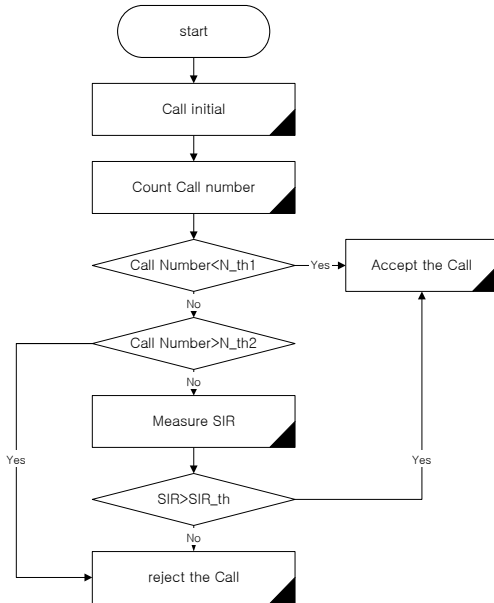 start
Call initial
Count Call number
Call Number<N_th1
Yes
Accept the Call
No
Call Number>N_th2
No
Measure SIR
Yes
Yes
SIR>SIR_th
No
reject the Call